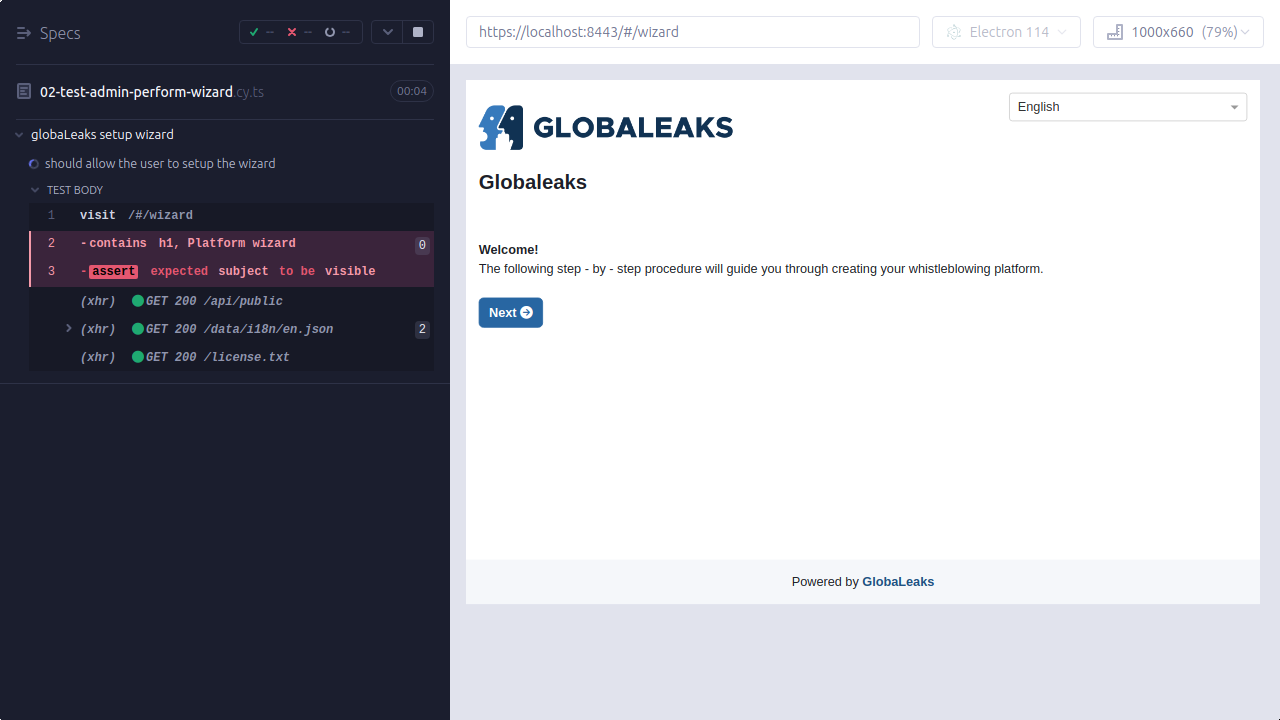 Specs
--
--
--
02-test-admin-perform-wizard.cy.ts
00:04
globaLeaks setup wizard
should allow the user to setup the wizard
TEST BODY
1 visit /#/wizard
2 -contains h1, Platform wizard 0
3 -assert expected subject to be visible
(xhr) GET 200 /api/public
(xhr) GET 200 /data/i18n/en.json 2
(xhr) GET 200 /license.txt
https://localhost:8443/#/wizard
Electron 114
1000x660 (79%)
GLOBALEAKS
English
Globaleaks
Welcome!
The following step - by - step procedure will guide you through creating your whistleblowing platform.
Next
Powered by GlobaLeaks